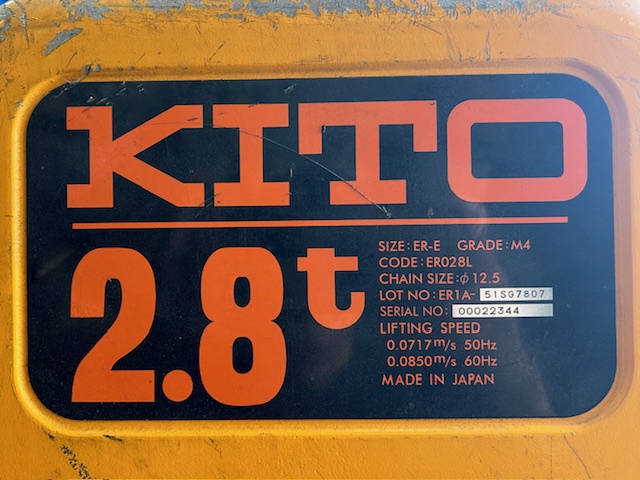 KITO
2.8t
SIZE: ER-E GRADE: M4
CODE: ER028L
CHAIN SIZE: ϕ 12.5
LOT NO: ER1A- 51SG7807
SERIAL NO: 00022344
LIFTING SPEED
0.0717m/s 50Hz
0.0850m/s 60Hz
MADE IN JAPAN